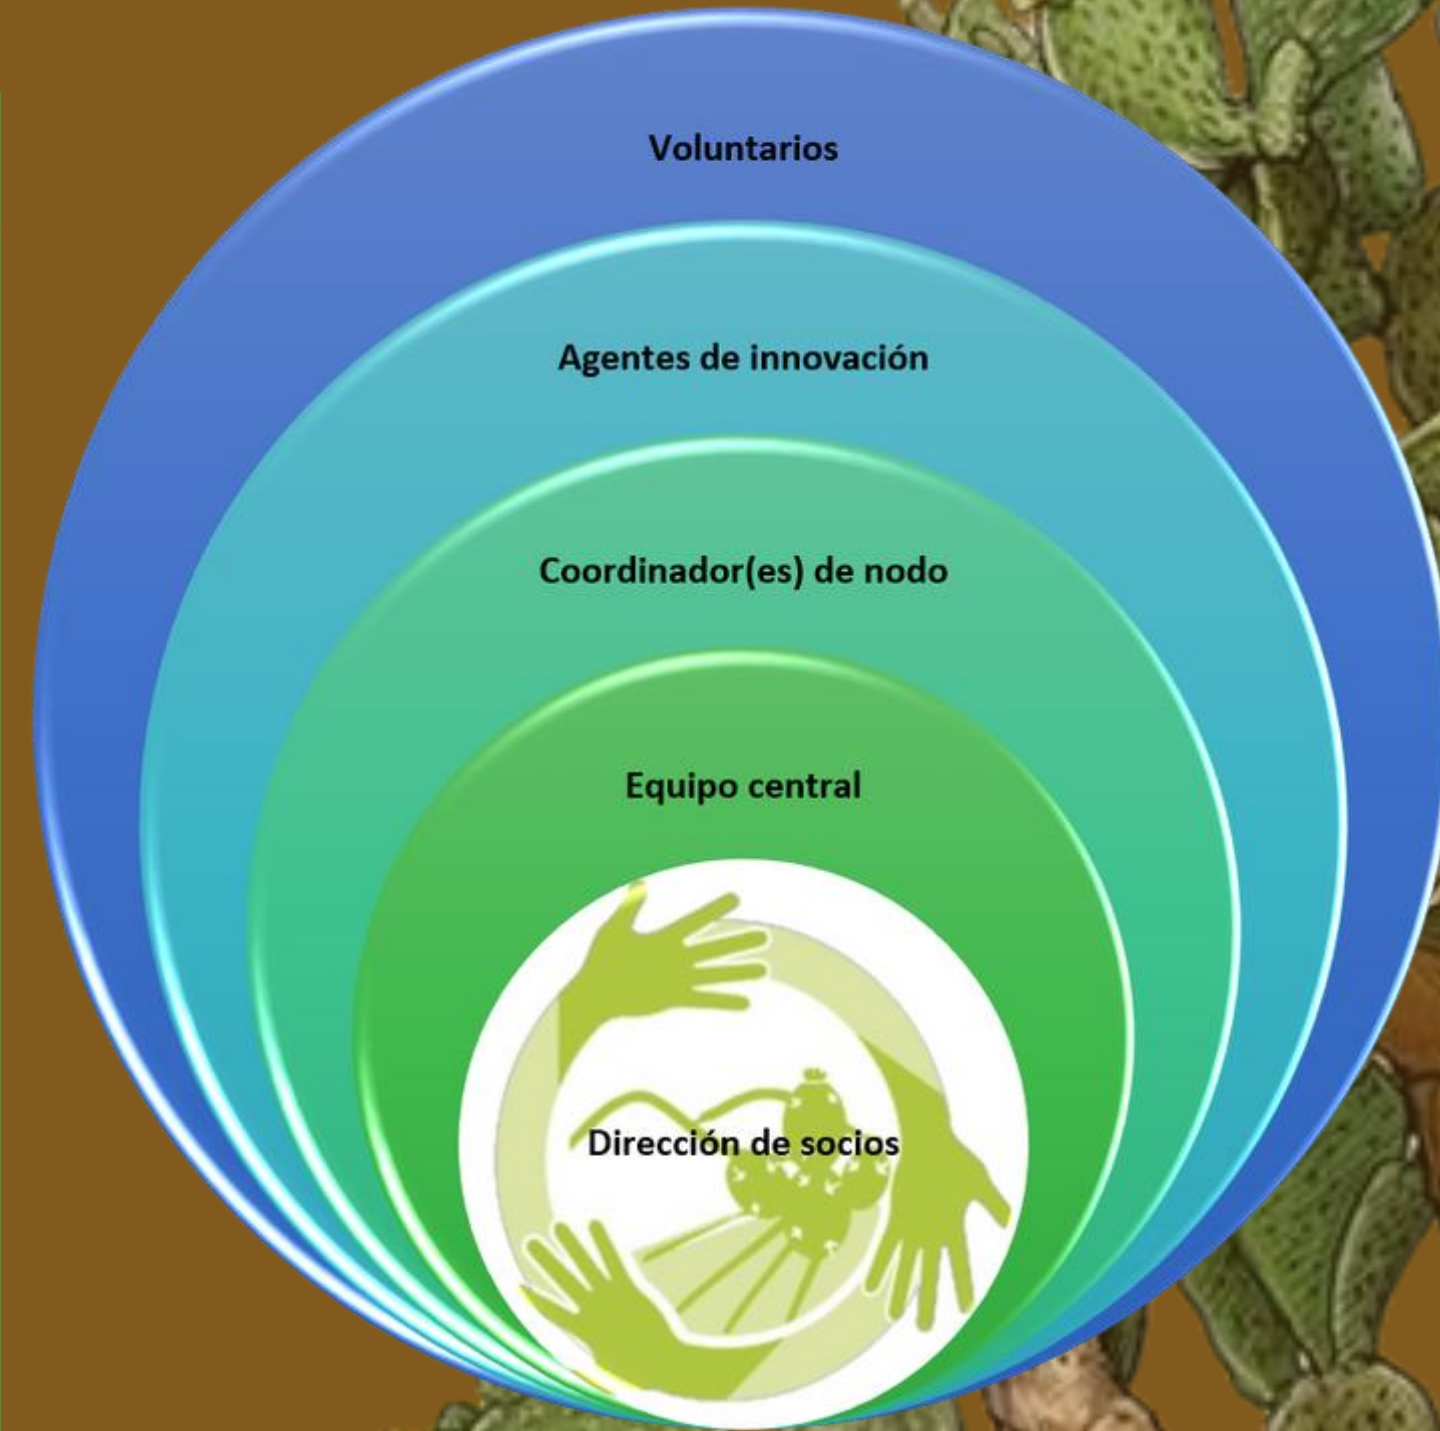 Voluntarios
Agentes de innovación
Coordinador(es) de nodo
Equipo central
Dirección de socios